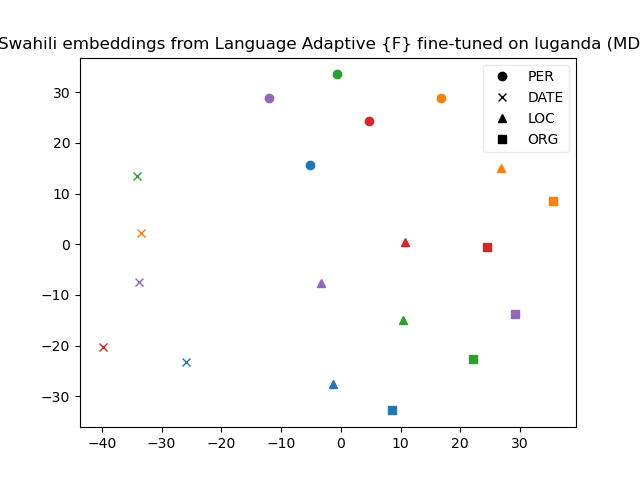 Swahili embeddings from Language Adaptive {F} fine-tuned on luganda (MD
PER
DATE
LOC
ORG
30
20
10
0
−10
−20
−30
−40 −30 −20 −10 0 10 20 30